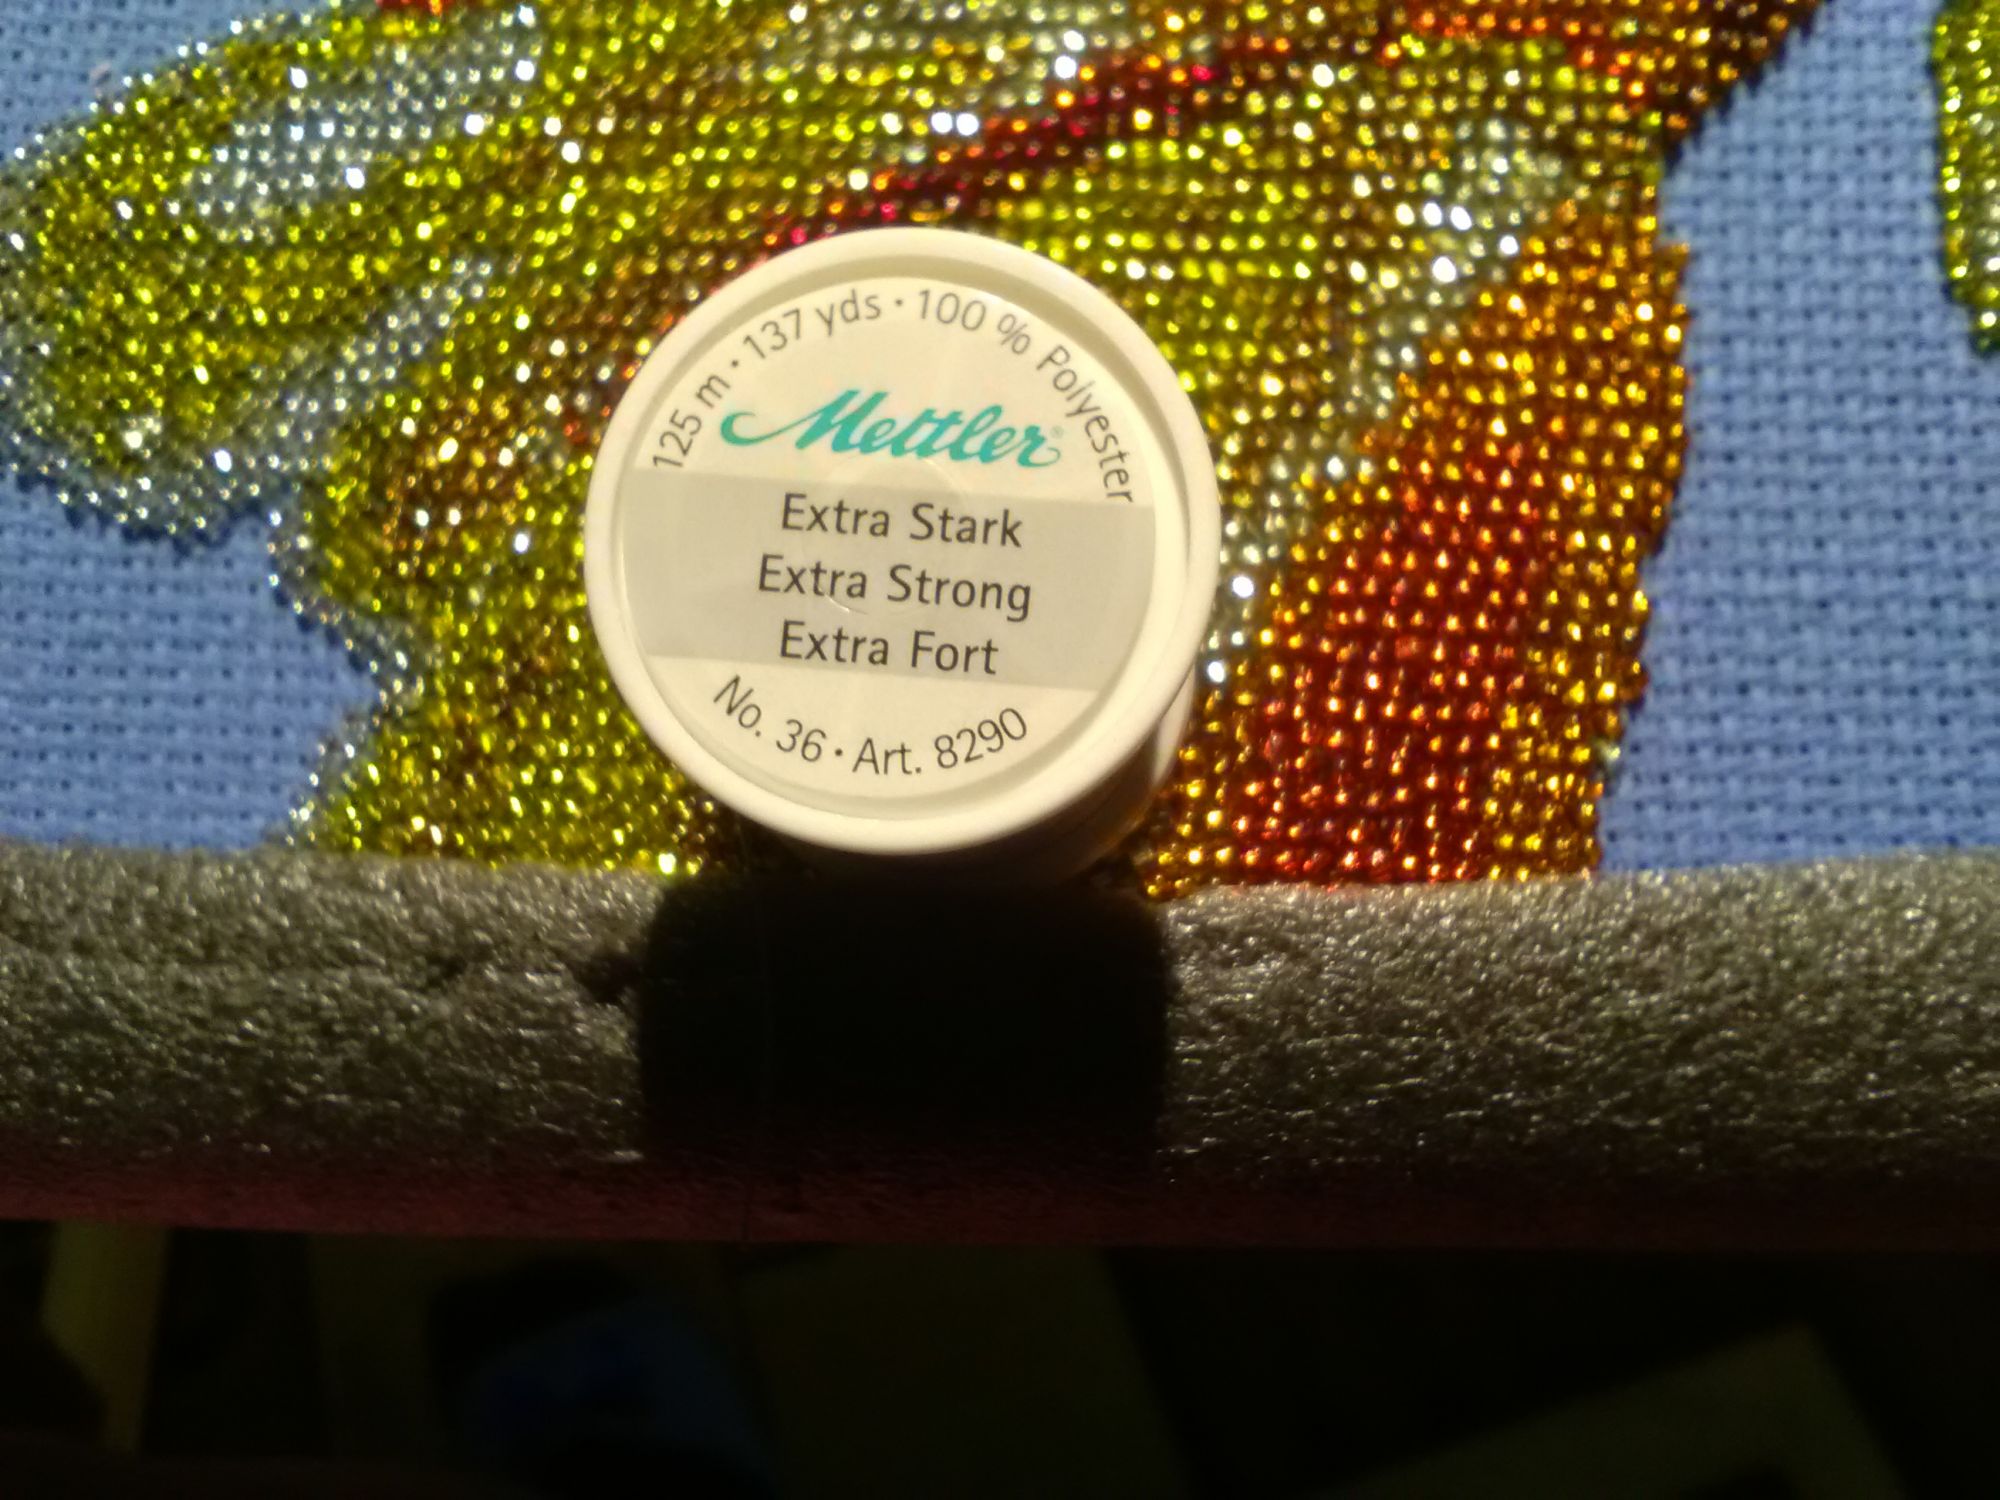 125 m · 137 yds · 100 % Polyester
Mettler®
Extra Stark
Extra Strong
Extra Fort
No. 36 · Art. 8290